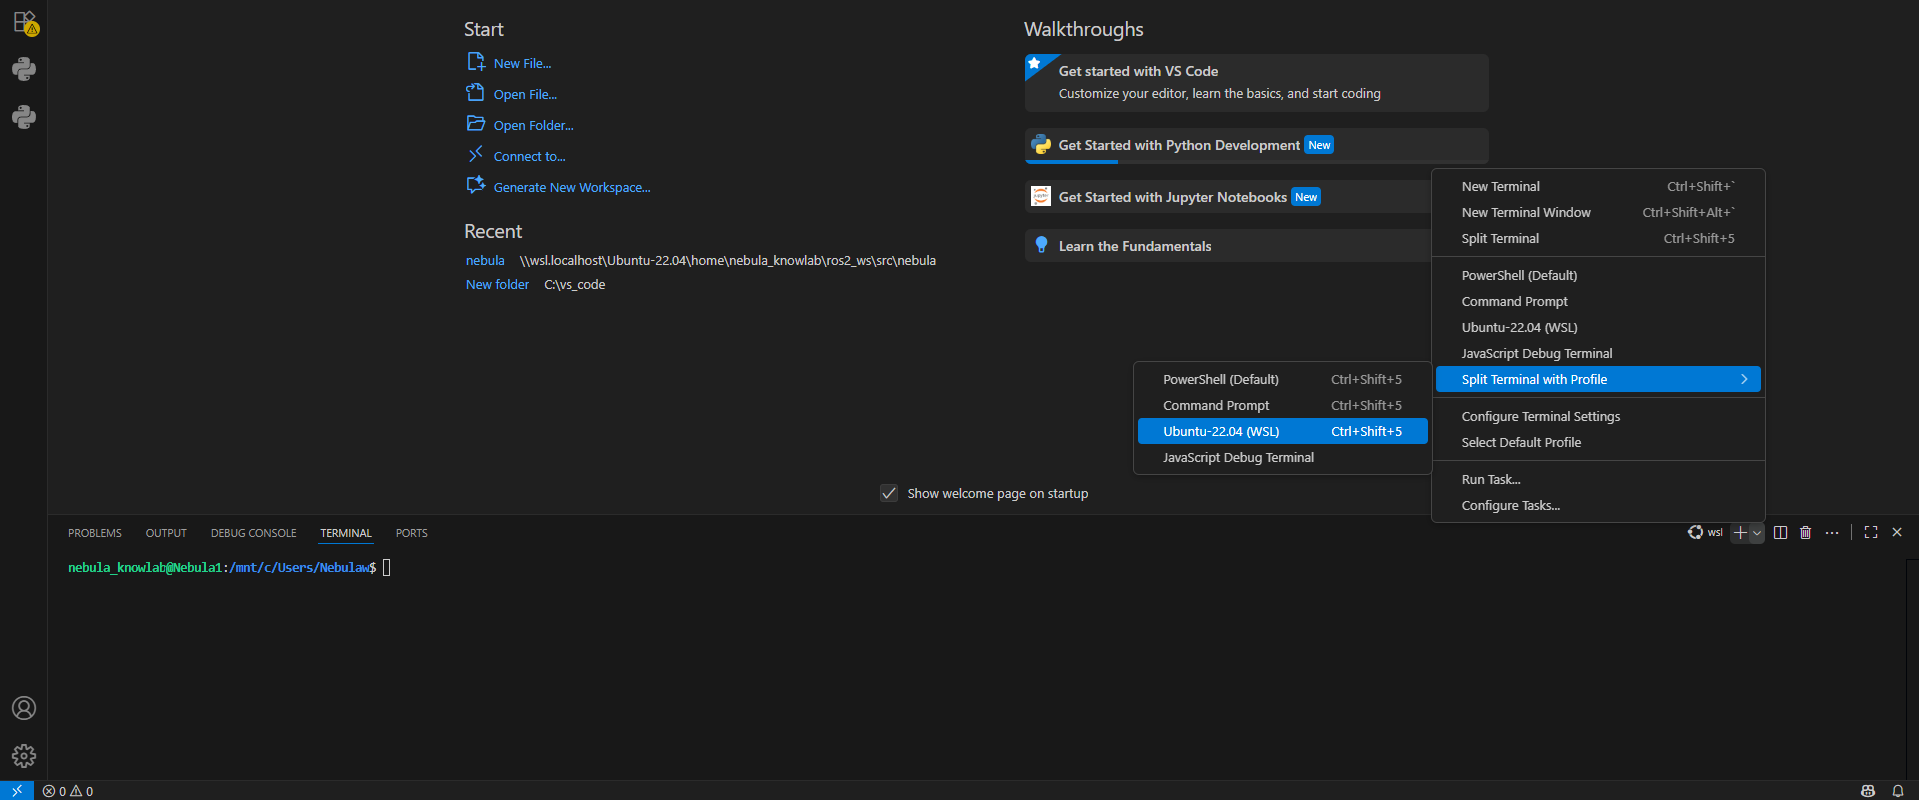 Start
New File...
Open File...
Open Folder...
Connect to...
Generate New Workspace...
Recent
nebula \\wsl.localhost\Ubuntu-22.04\home\nebula_knowlab\ros2_ws\src\nebula
New folder C:\vs_code
Walkthroughs
Get started with VS Code
Customize your editor, learn the basics, and start coding
Get Started with Python Development New
Get Started with Jupyter Notebooks New
Learn the Fundamentals
New Terminal Ctrl+Shift+`
New Terminal Window Ctrl+Shift+Alt+`
Split Terminal Ctrl+Shift+5
PowerShell (Default)
Command Prompt
Ubuntu-22.04 (WSL)
JavaScript Debug Terminal
Split Terminal with Profile
Configure Terminal Settings
Select Default Profile
Run Task...
Configure Tasks...
PowerShell (Default) Ctrl+Shift+5
Command Prompt Ctrl+Shift+5
Ubuntu-22.04 (WSL) Ctrl+Shift+5
JavaScript Debug Terminal
Show welcome page on startup
PROBLEMS OUTPUT DEBUG CONSOLE TERMINAL PORTS
wsl
nebula_knowlab@Nebula1:/mnt/c/Users/Nebulaw$
0 0